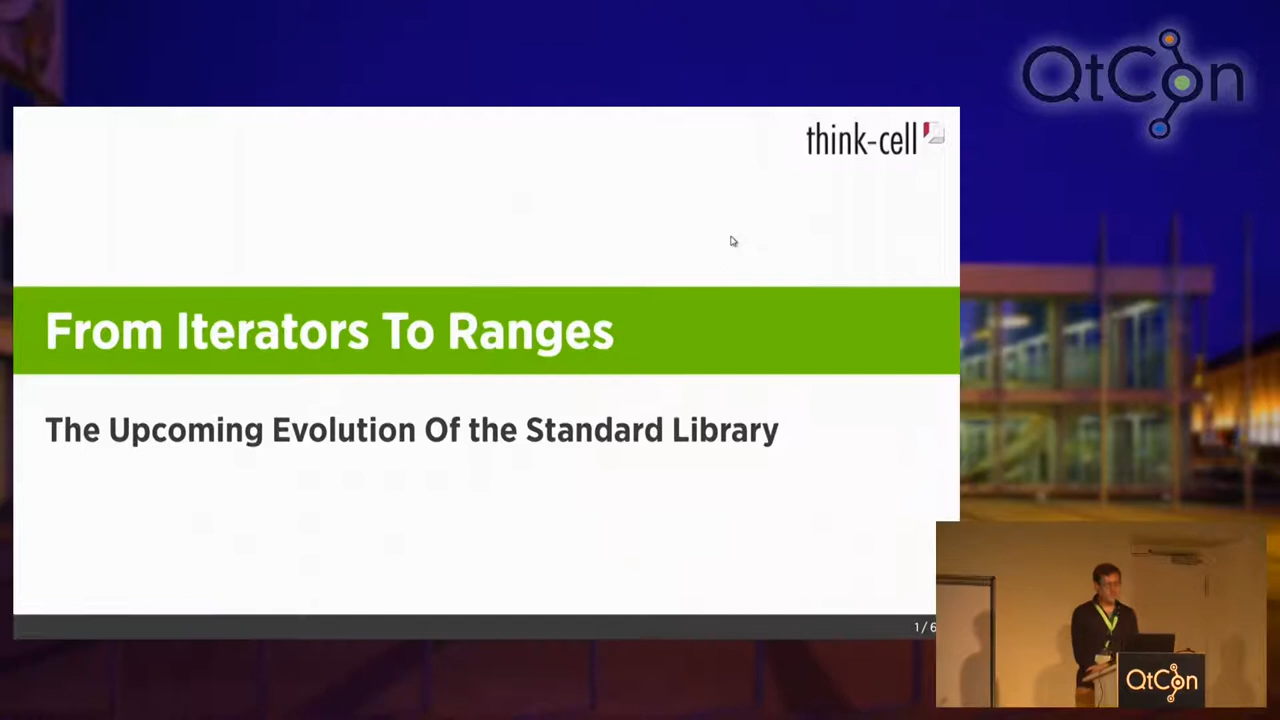 QtCon
think-cell
From Iterators To Ranges
The Upcoming Evolution Of the Standard Library
1 / 6
QtCon